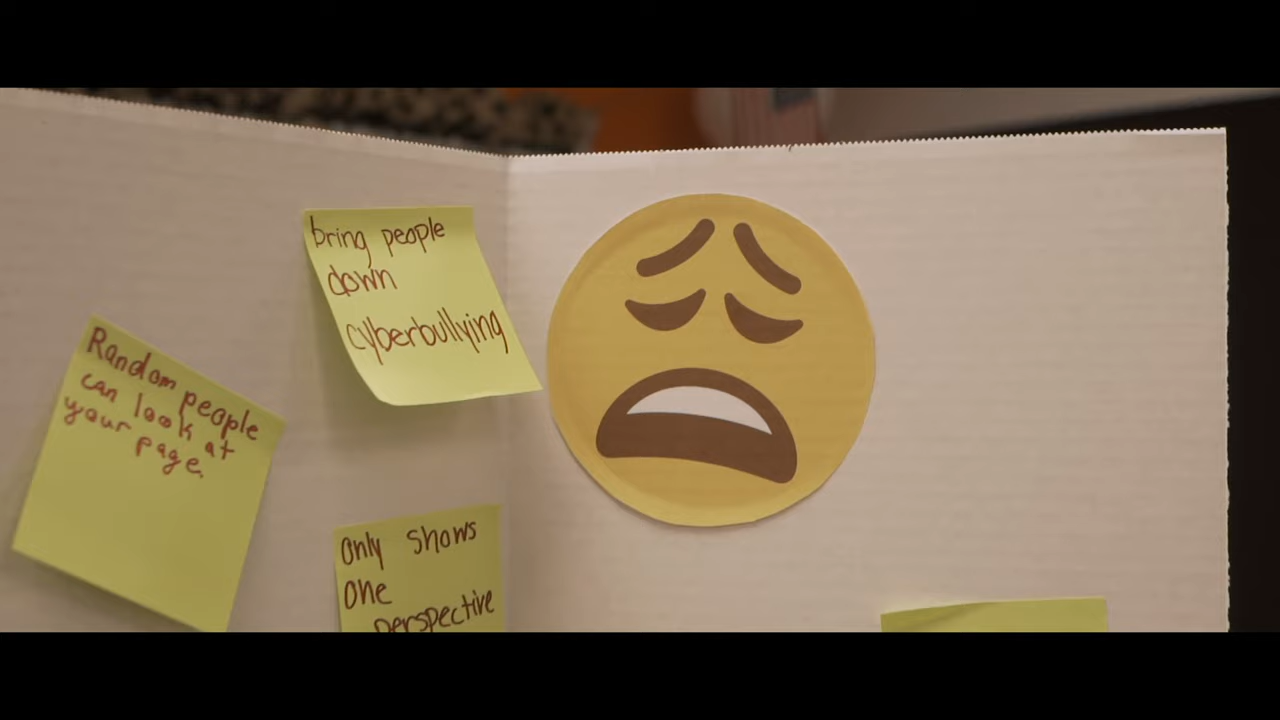 bring people
down
cyberbullying
Random people
can look at
your page.
Only shows
one
perspective